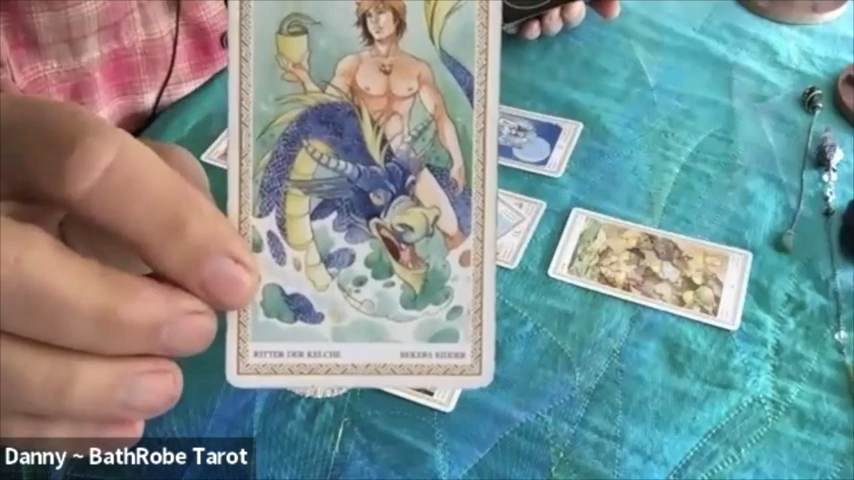 RITTER DER KELCHE BEKERS RIDDER
Danny ~ BathRobe Tarot